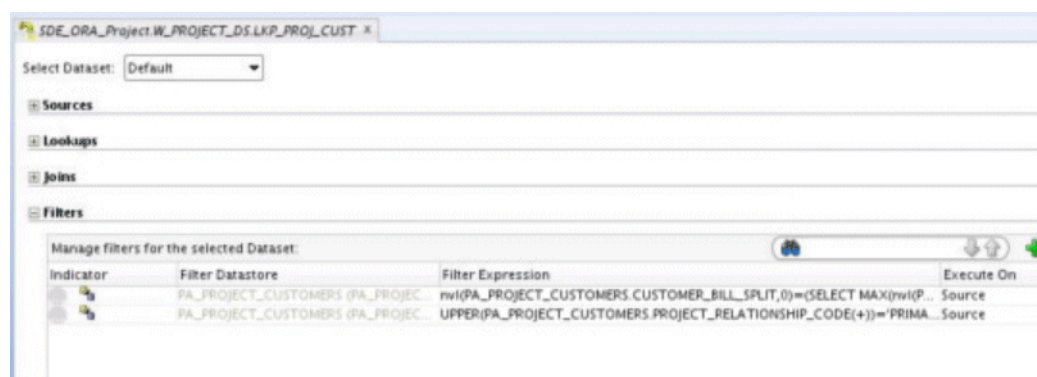 SDE_ORA_Project.W_PROJECT_DS.LKP_PROJ_CUST ×
Select Dataset: Default
Sources
Lookups
Joins
Filters
Manage filters for the selected Dataset:
Indicator Filter Datastore Filter Expression Execute On
PA_PROJECT_CUSTOMERS (PA_PROJEC... nvl(PA_PROJECT_CUSTOMERS.CUSTOMER_BILL_SPLIT,0)=(SELECT MAX(nvl(P... Source
PA_PROJECT_CUSTOMERS (PA_PROJEC... UPPER(PA_PROJECT_CUSTOMERS.PROJECT_RELATIONSHIP_CODE(+))='PRIMA... Source